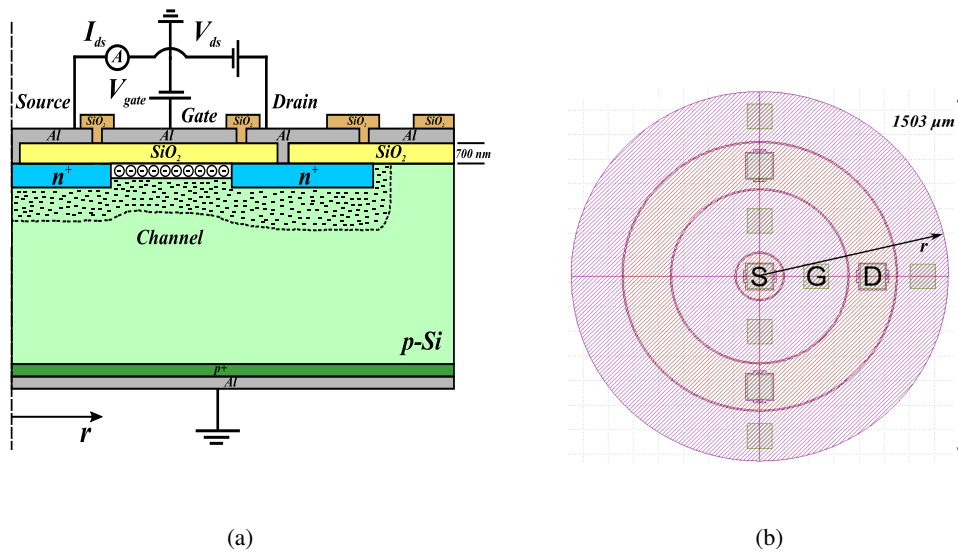 I_ds
A
V_ds
Source
V_gate
Gate
Drain
SiO₂
SiO₂
SiO₂
SiO₂
Al
Al
Al
Al
SiO₂
SiO₂
700 nm
n⁺
n⁺
Channel
p-Si
p+
Al
r
(a)
1503 μm
r
S
G
D
(b)